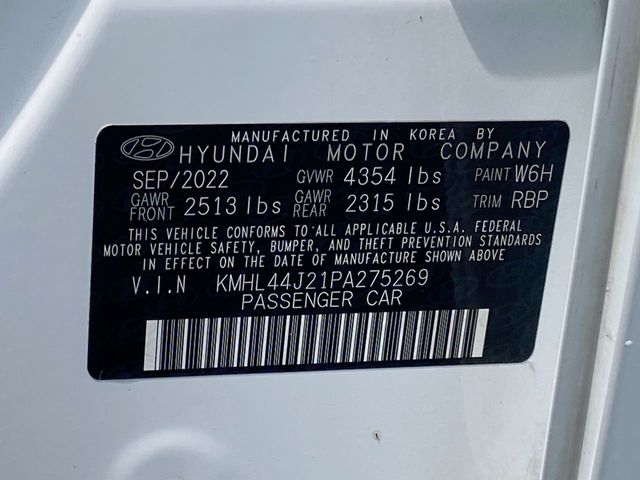 MANUFACTURED IN KOREA BY
HYUNDAI MOTOR COMPANY
SEP/2022 GVWR 4354 lbs PAINT W6H
GAWR FRONT 2513 lbs GAWR REAR 2315 lbs TRIM RBP
THIS VEHICLE CONFORMS TO ALL APPLICABLE U.S.A. FEDERAL
MOTOR VEHICLE SAFETY, BUMPER, AND THEFT PREVENTION STANDARDS
IN EFFECT ON THE DATE OF MANUFACTURE SHOWN ABOVE
V.I.N KMHL44J21PA275269
PASSENGER CAR